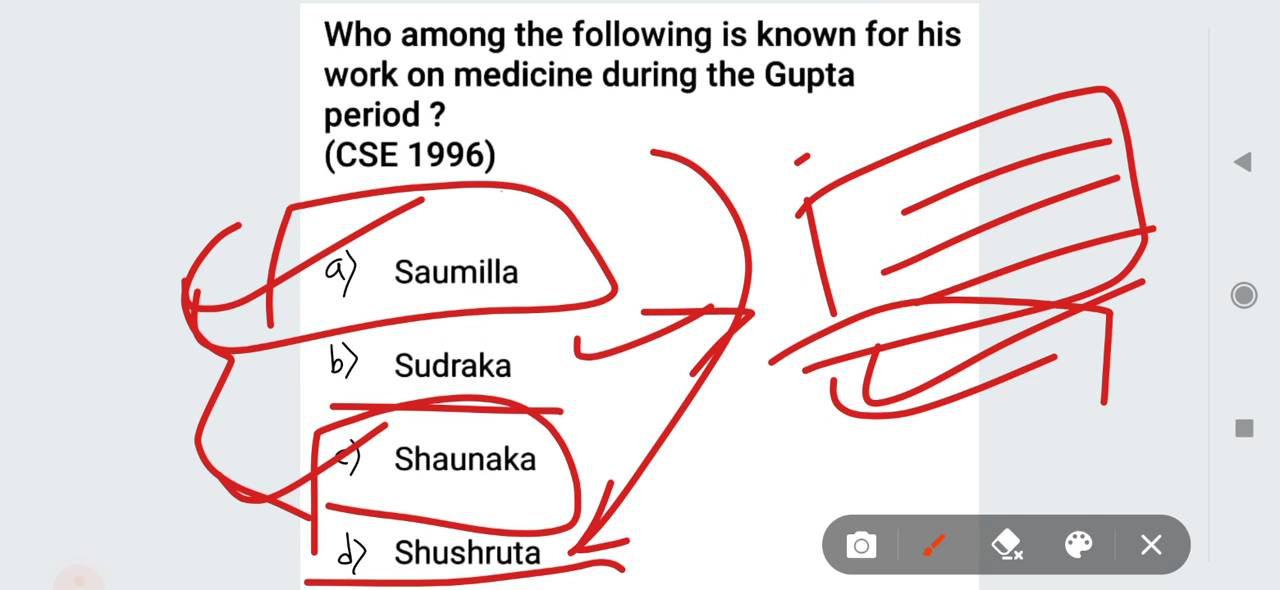 Who among the following is known for his
work on medicine during the Gupta
period ?
(CSE 1996)
a) Saumilla
b) Sudraka
c) Shaunaka
d) Shushruta